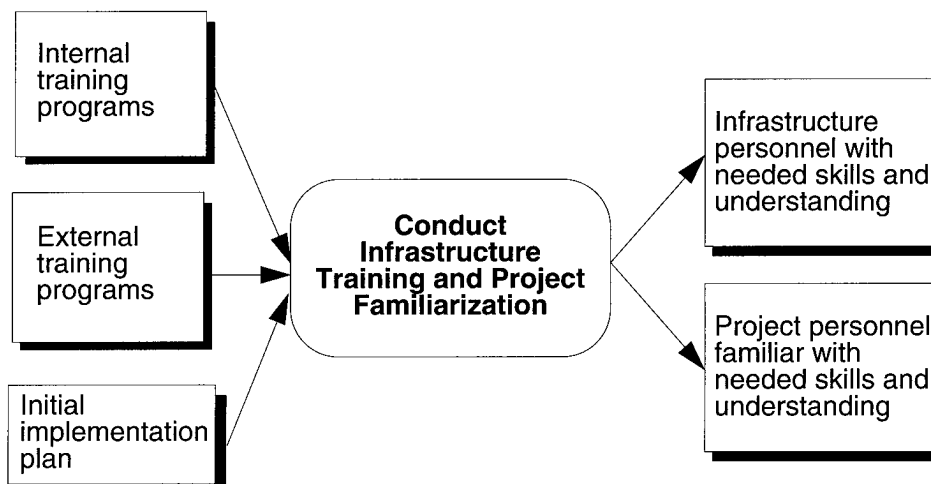 Internal
training
programs
External
training
programs
Initial
implementation
plan
Conduct
Infrastructure
Training and Project
Familiarization
Infrastructure
personnel with
needed skills and
understanding
Project personnel
familiar with
needed skills and
understanding